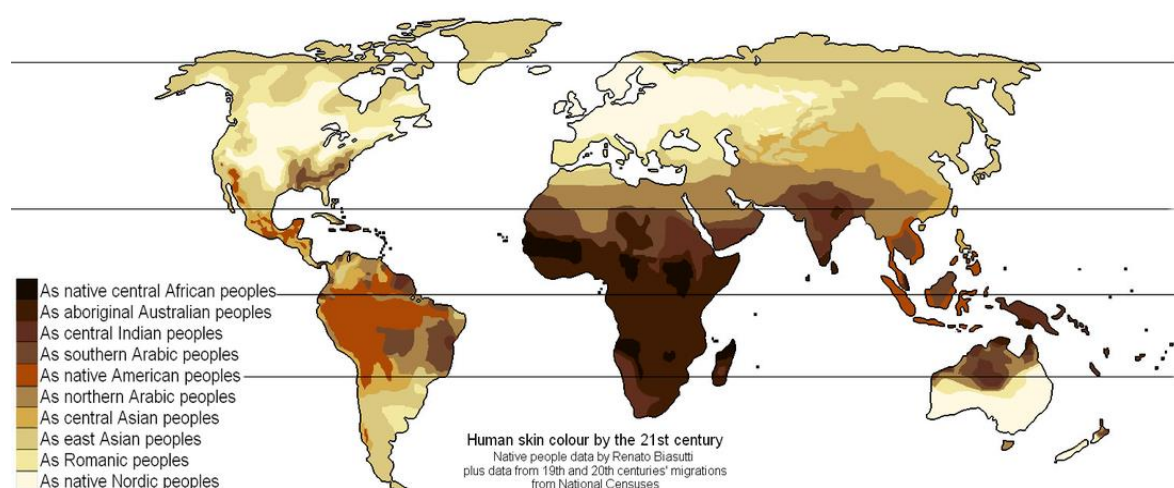 As native central African peoples
As aboriginal Australian peoples
As central Indian peoples
As southern Arabic peoples
As native American peoples
As northern Arabic peoples
As central Asian peoples
As east Asian peoples
As Romanic peoples
As native Nordic peoples
Human skin colour by the 21st century
Native people data by Renato Biasutti
plus data from 19th and 20th centuries' migrations
from National Censuses